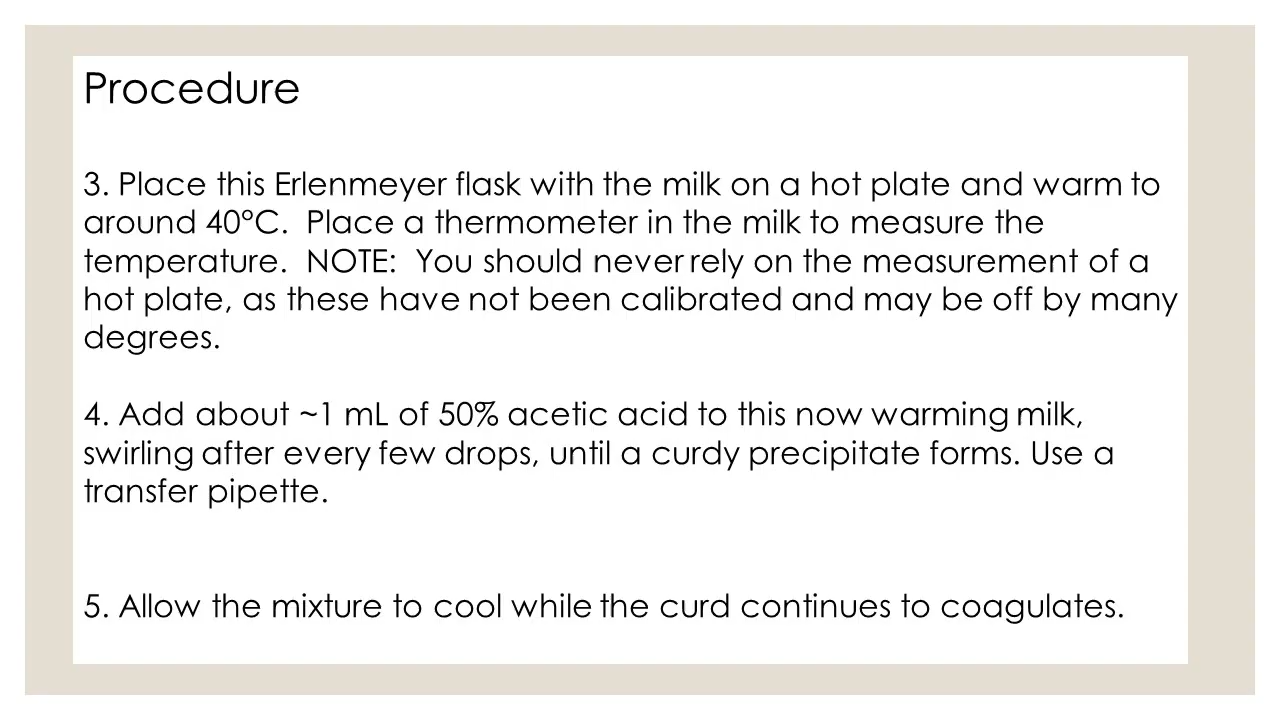 Procedure
3. Place this Erlenmeyer flask with the milk on a hot plate and warm to
around 40°C.  Place a thermometer in the milk to measure the
temperature.  NOTE:  You should never rely on the measurement of a
hot plate, as these have not been calibrated and may be off by many
degrees.
4. Add about ~1 mL of 50% acetic acid to this now warming milk,
swirling after every few drops, until a curdy precipitate forms. Use a
transfer pipette.
5. Allow the mixture to cool while the curd continues to coagulates.